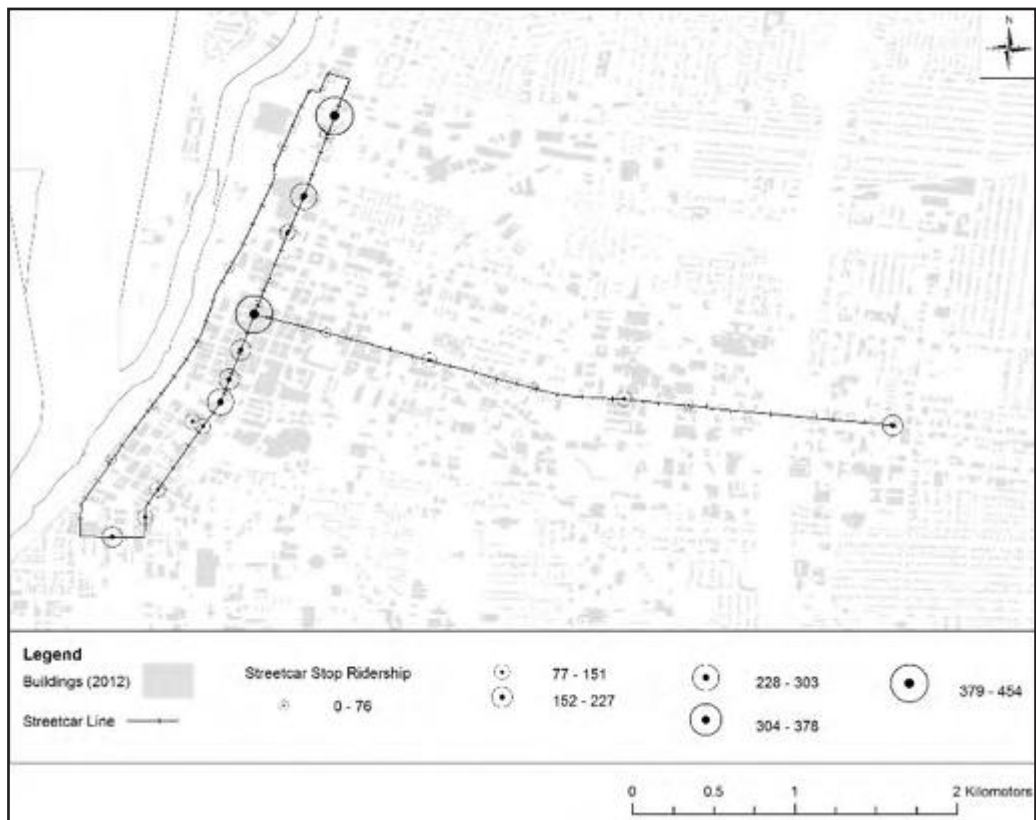 N
Legend
Buildings (2012)
Streetcar Line
Streetcar Stop Ridership
0 - 76
77 - 151
152 - 227
228 - 303
304 - 378
379 - 454
0 0.5 1 2 Kilomotors